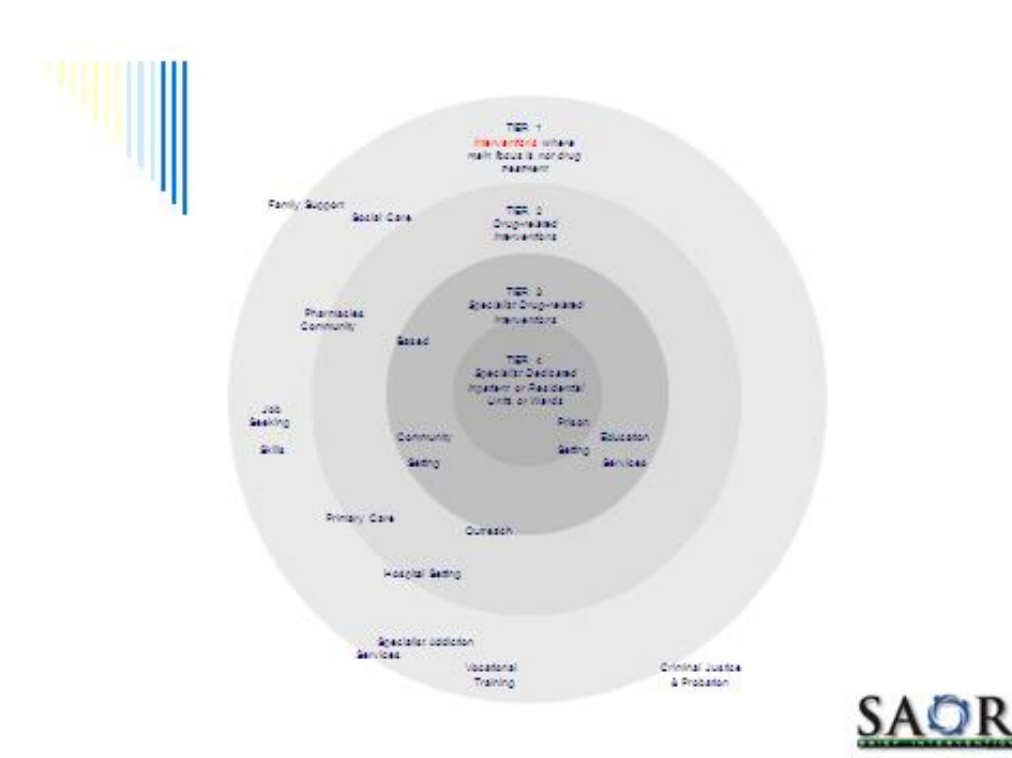 TIER 1
Interventions where
main focus is not drug
treatment
Family Support
Social Care
TIER 2
Drug-related
Interventions
TIER 3
Specialist Drug-related
Interventions
Pharmacies
Community
Based
TIER 4
Specialist Dedicated
Inpatient or Residential
Units or Wards
Job
Seeking
Skills
Prison
Setting
Community
Setting
Education
Services
Primary Care
Outreach
Hospital Setting
Specialist Addiction
Services
Vocational
Training
Criminal Justice
& Probation
SAOR
BRIEF INTERVENTION